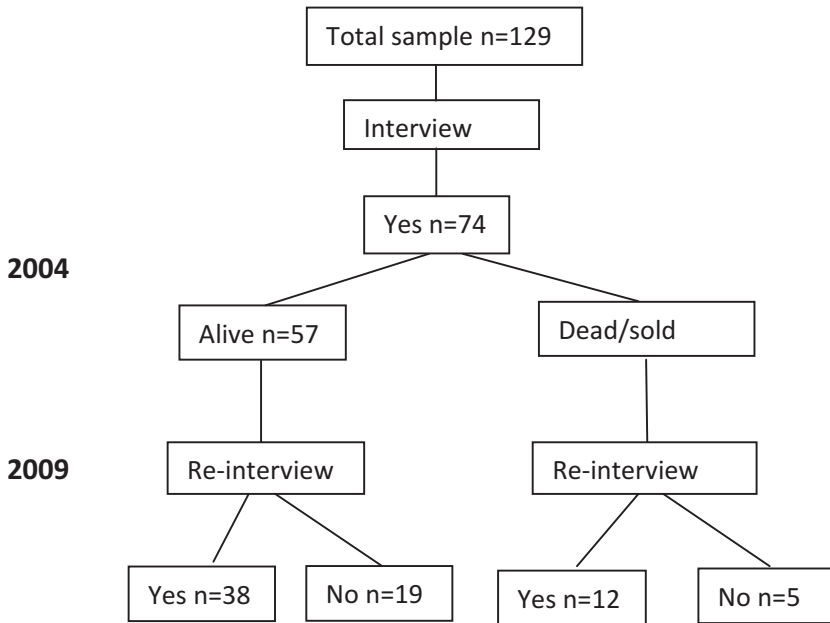 Total sample n=129
Interview
Yes n=74
2004
Alive n=57
Dead/sold
2009
Re-interview
Re-interview
Yes n=38
No n=19
Yes n=12
No n=5